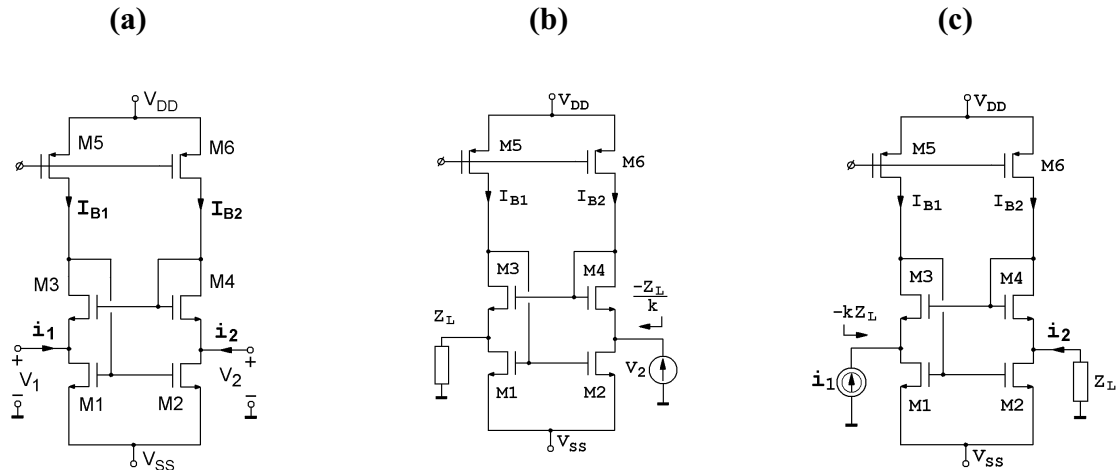 (a)
(b)
(c)
V_DD
M5
M6
I_B1
I_B2
M3
M4
i_1
i_2
+
V_1
–
+
V_2
–
M1
M2
V_SS
V_DD
M5
M6
I_B1
I_B2
M3
M4
-Z_L
k
Z_L
V_2
M1
M2
V_SS
V_DD
M5
M6
I_B1
I_B2
M3
M4
-kZ_L
i_2
i_1
Z_L
M1
M2
V_SS